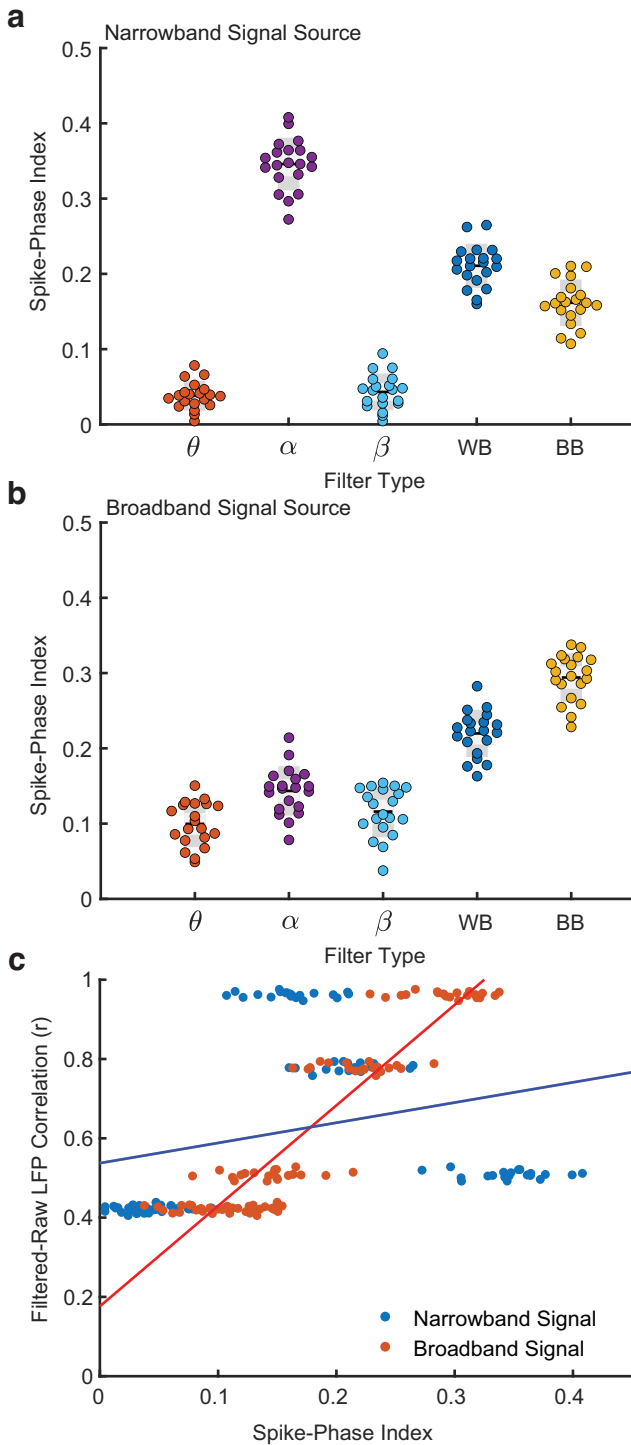 a
Narrowband Signal Source
Spike-Phase Index
0.5
0.4
0.3
0.2
0.1
0
θ α β WB BB
Filter Type
b
Broadband Signal Source
Spike-Phase Index
0.5
0.4
0.3
0.2
0.1
0
θ α β WB BB
Filter Type
c
Filtered-Raw LFP Correlation (r)
1
0.8
0.6
0.4
0.2
0
Narrowband Signal
Broadband Signal
0 0.1 0.2 0.3 0.4
Spike-Phase Index